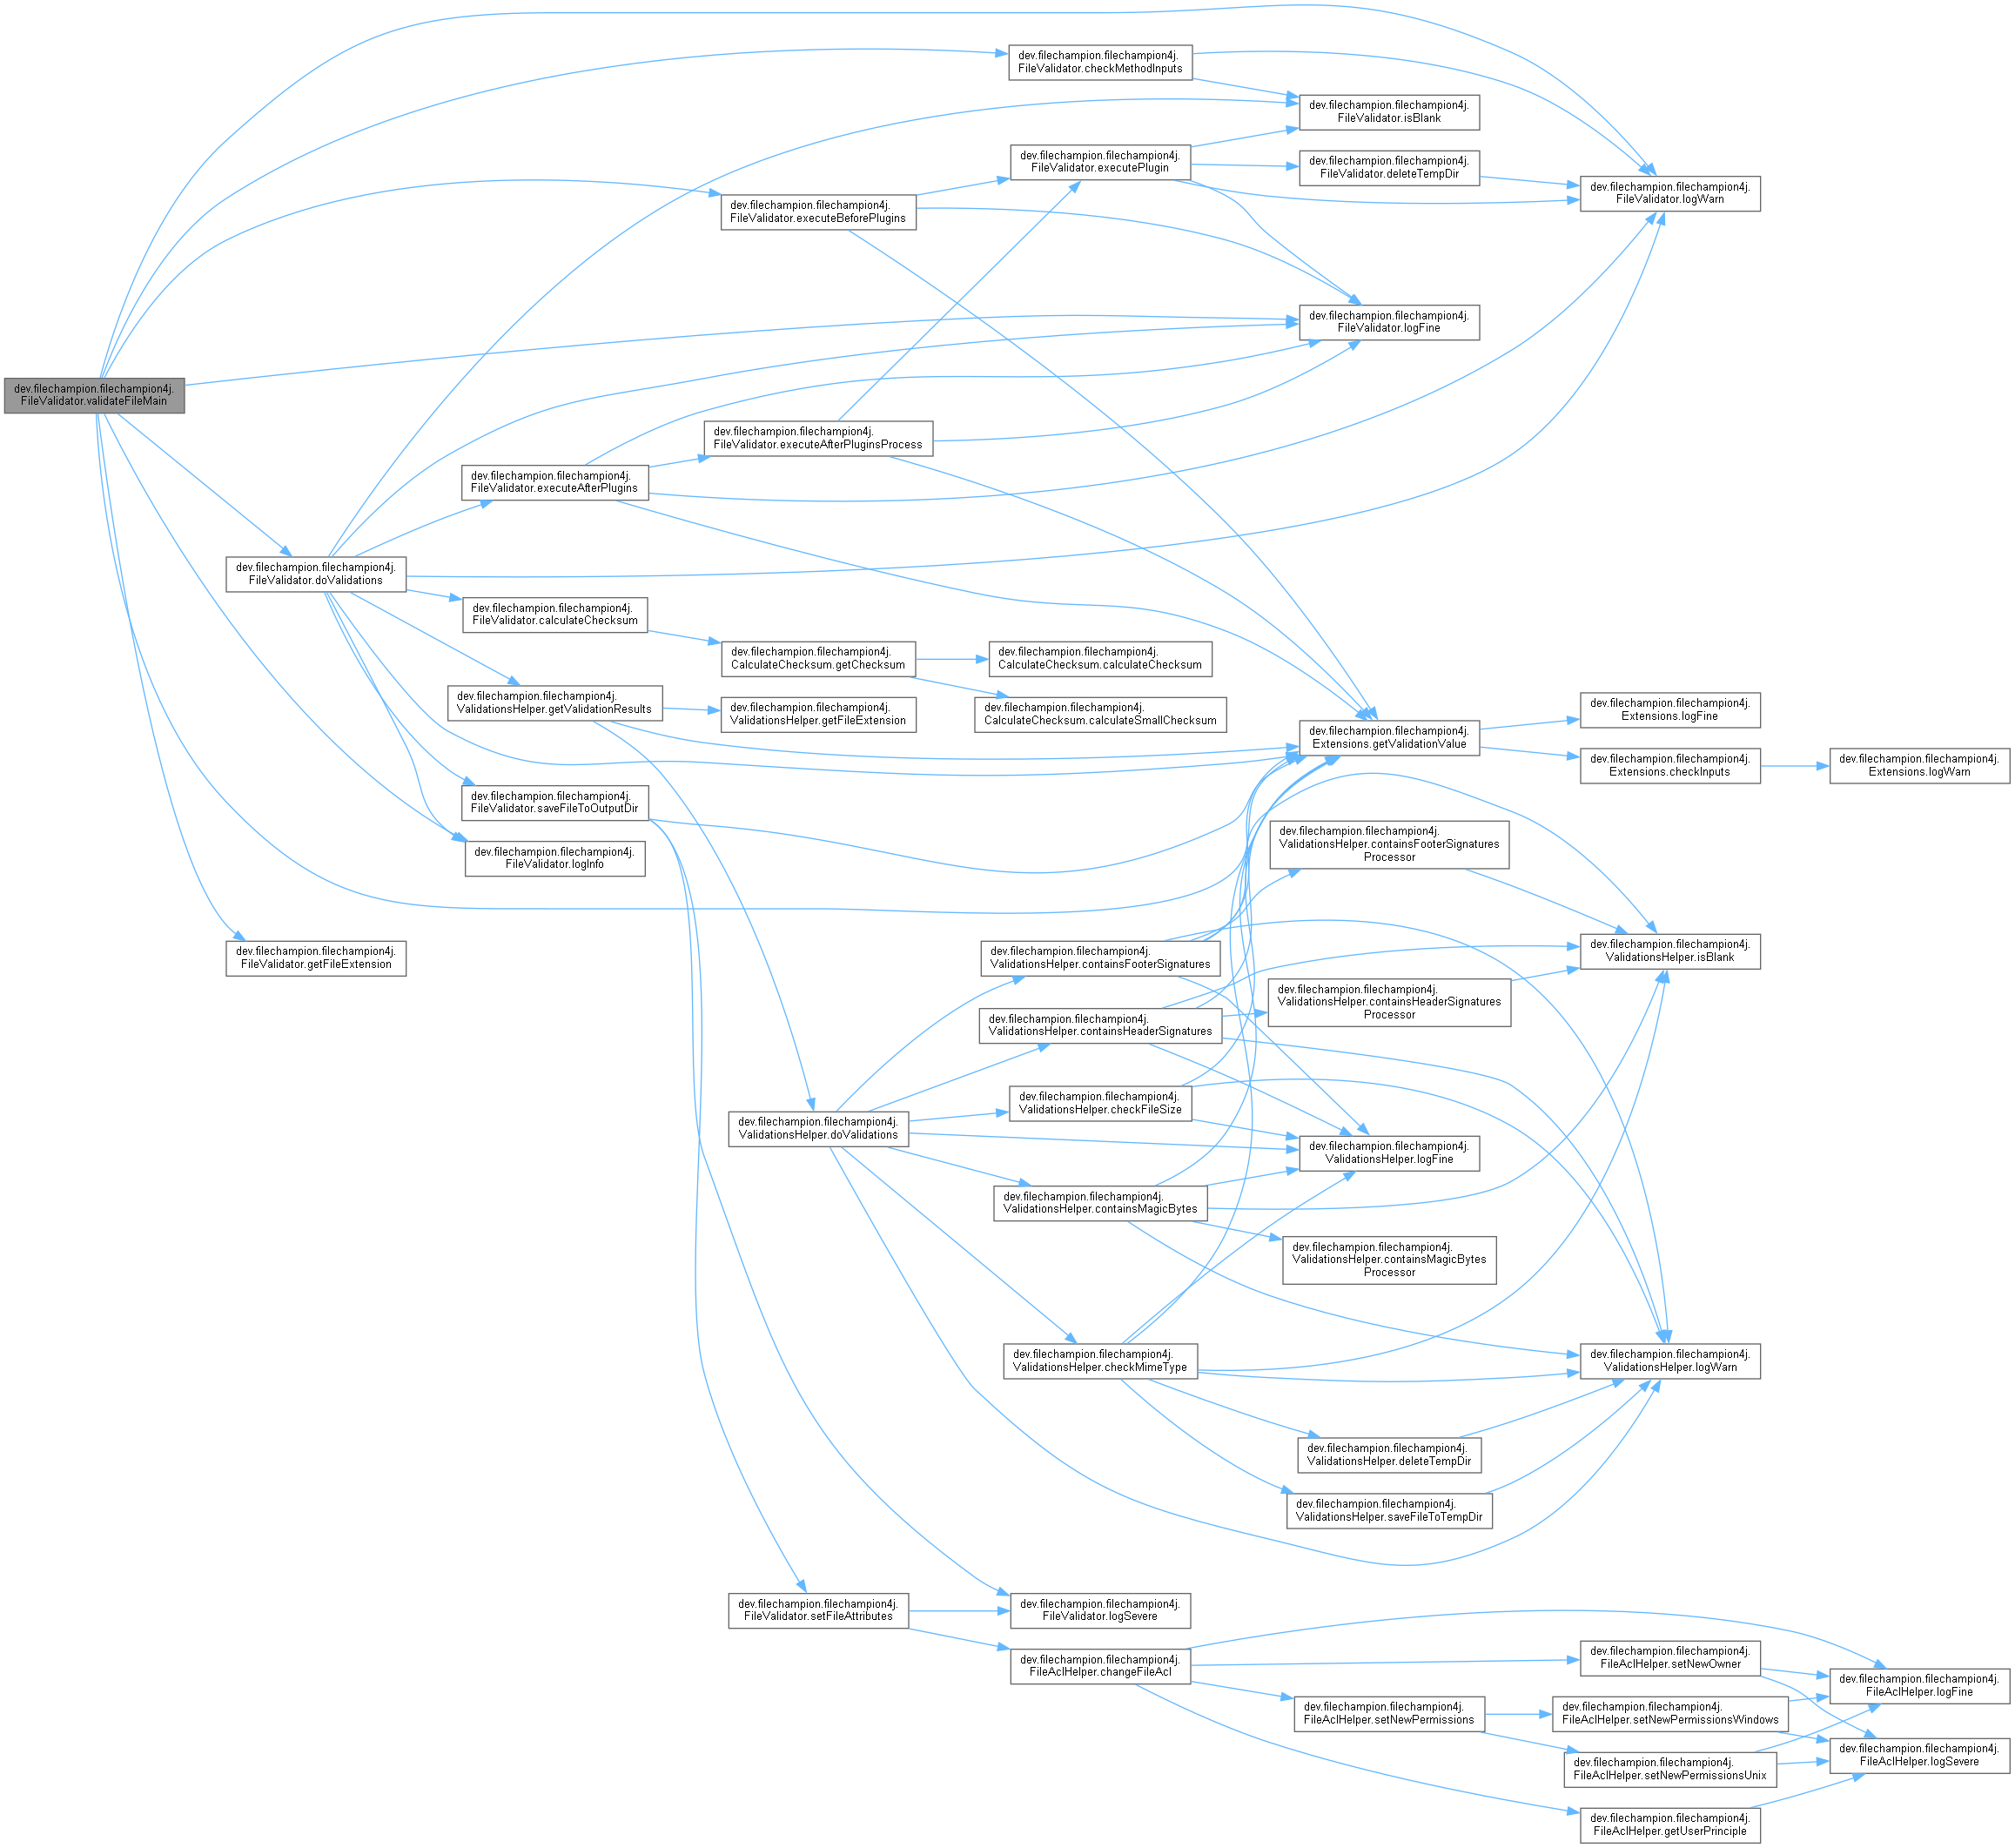 dev.filechampion.filechampion4j.
FileValidator.validateFileMain
dev.filechampion.filechampion4j.
FileValidator.checkMethodInputs
dev.filechampion.filechampion4j.
FileValidator.isBlank
dev.filechampion.filechampion4j.
FileValidator.executePlugin
dev.filechampion.filechampion4j.
FileValidator.deleteTempDir
dev.filechampion.filechampion4j.
FileValidator.logWarn
dev.filechampion.filechampion4j.
FileValidator.executeBeforePlugins
dev.filechampion.filechampion4j.
FileValidator.logFine
dev.filechampion.filechampion4j.
FileValidator.executeAfterPluginsProcess
dev.filechampion.filechampion4j.
FileValidator.executeAfterPlugins
dev.filechampion.filechampion4j.
FileValidator.doValidations
dev.filechampion.filechampion4j.
FileValidator.calculateChecksum
dev.filechampion.filechampion4j.
CalculateChecksum.getChecksum
dev.filechampion.filechampion4j.
CalculateChecksum.calculateChecksum
dev.filechampion.filechampion4j.
CalculateChecksum.calculateSmallChecksum
dev.filechampion.filechampion4j.
ValidationsHelper.getValidationResults
dev.filechampion.filechampion4j.
ValidationsHelper.getFileExtension
dev.filechampion.filechampion4j.
Extensions.getValidationValue
dev.filechampion.filechampion4j.
Extensions.logFine
dev.filechampion.filechampion4j.
Extensions.checkInputs
dev.filechampion.filechampion4j.
Extensions.logWarn
dev.filechampion.filechampion4j.
FileValidator.saveFileToOutputDir
dev.filechampion.filechampion4j.
FileValidator.logInfo
dev.filechampion.filechampion4j.
FileValidator.getFileExtension
dev.filechampion.filechampion4j.
ValidationsHelper.containsFooterSignatures
Processor
dev.filechampion.filechampion4j.
ValidationsHelper.containsFooterSignatures
dev.filechampion.filechampion4j.
ValidationsHelper.isBlank
dev.filechampion.filechampion4j.
ValidationsHelper.containsHeaderSignatures
Processor
dev.filechampion.filechampion4j.
ValidationsHelper.containsHeaderSignatures
dev.filechampion.filechampion4j.
ValidationsHelper.checkFileSize
dev.filechampion.filechampion4j.
ValidationsHelper.doValidations
dev.filechampion.filechampion4j.
ValidationsHelper.logFine
dev.filechampion.filechampion4j.
ValidationsHelper.containsMagicBytes
dev.filechampion.filechampion4j.
ValidationsHelper.containsMagicBytes
Processor
dev.filechampion.filechampion4j.
ValidationsHelper.checkMimeType
dev.filechampion.filechampion4j.
ValidationsHelper.logWarn
dev.filechampion.filechampion4j.
ValidationsHelper.deleteTempDir
dev.filechampion.filechampion4j.
ValidationsHelper.saveFileToTempDir
dev.filechampion.filechampion4j.
FileValidator.setFileAttributes
dev.filechampion.filechampion4j.
FileValidator.logSevere
dev.filechampion.filechampion4j.
FileAclHelper.changeFileAcl
dev.filechampion.filechampion4j.
FileAclHelper.setNewOwner
dev.filechampion.filechampion4j.
FileAclHelper.logFine
dev.filechampion.filechampion4j.
FileAclHelper.setNewPermissions
dev.filechampion.filechampion4j.
FileAclHelper.setNewPermissionsWindows
dev.filechampion.filechampion4j.
FileAclHelper.logSevere
dev.filechampion.filechampion4j.
FileAclHelper.setNewPermissionsUnix
dev.filechampion.filechampion4j.
FileAclHelper.getUserPrinciple